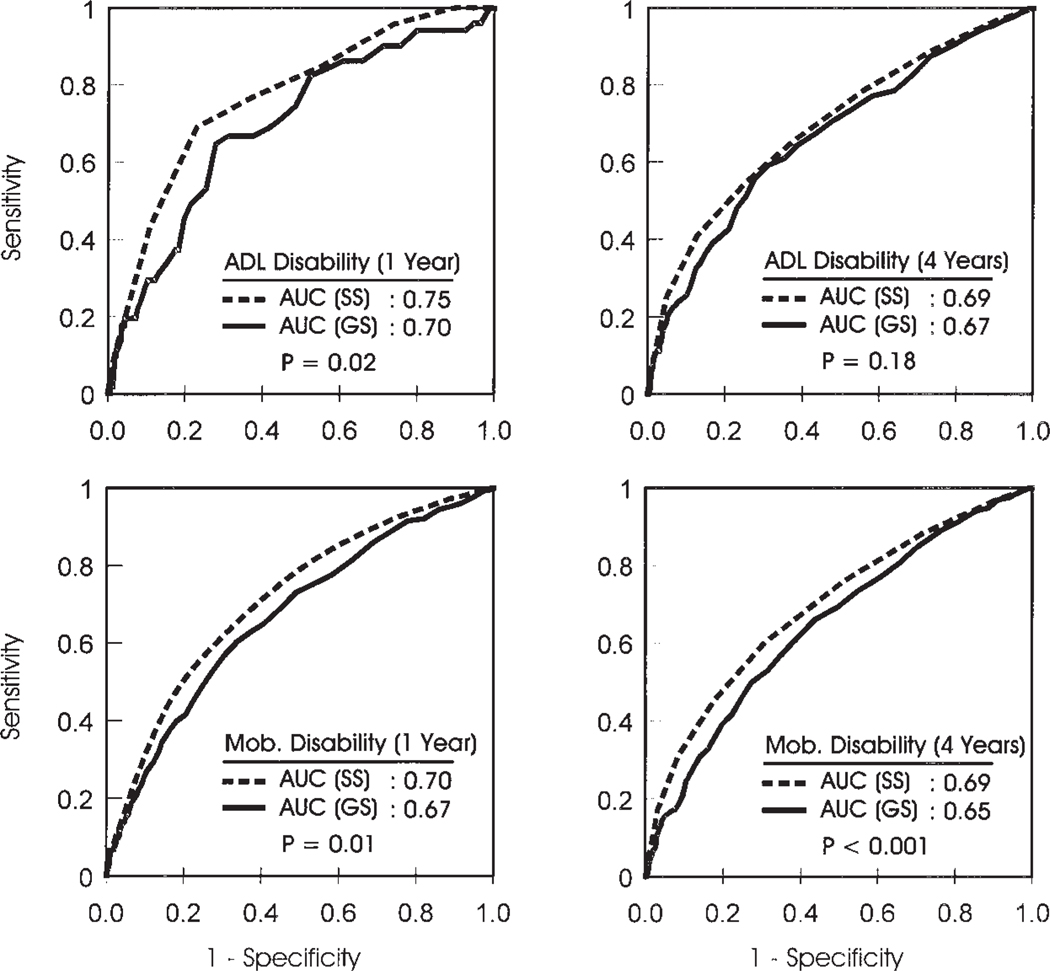 1
0.8
0.6
0.4
0.2
0
Sensitivity
ADL Disability (1 Year)
AUC (SS) : 0.75
AUC (GS) : 0.70
P = 0.02
0.0 0.2 0.4 0.6 0.8 1.0
1
0.8
0.6
0.4
0.2
0
ADL Disability (4 Years)
AUC (SS) : 0.69
AUC (GS) : 0.67
P = 0.18
0.0 0.2 0.4 0.6 0.8 1.0
1
0.8
0.6
0.4
0.2
0
Sensitivity
Mob. Disability (1 Year)
AUC (SS) : 0.70
AUC (GS) : 0.67
P = 0.01
0.0 0.2 0.4 0.6 0.8 1.0
1 - Specificity
1
0.8
0.6
0.4
0.2
0
Mob. Disability (4 Years)
AUC (SS) : 0.69
AUC (GS) : 0.65
P < 0.001
0.0 0.2 0.4 0.6 0.8 1.0
1 - Specificity